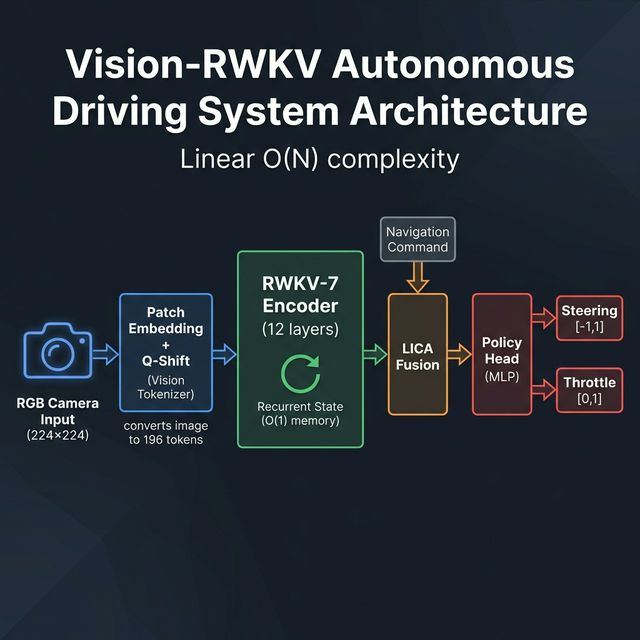 Vision-RWKV Autonomous
Driving System Architecture
Linear O(N) complexity
Navigation
Command
RGB Camera
Input
(224×224)
Patch
Embedding
+
Q-Shift
(Vision
Tokenizer)
converts image
to 196 tokens
RWKV-7
Encoder
(12 layers)
Recurrent State
(O(1) memory)
LICA
Fusion
Policy
Head
(MLP)
Steering
[-1,1]
Throttle
[0,1]